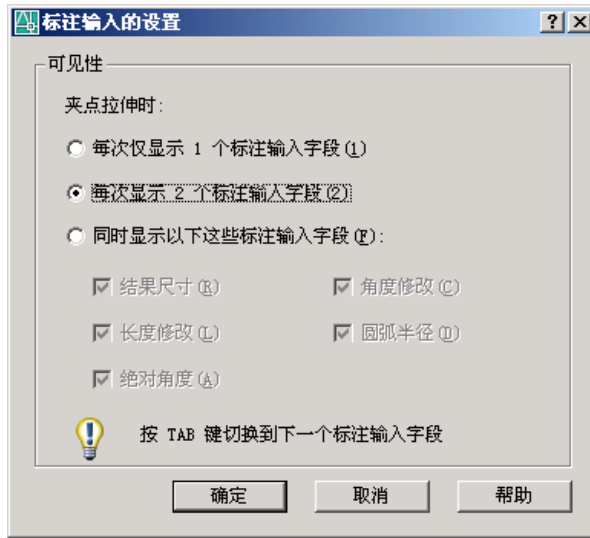 标注输入的设置
可见性
夹点拉伸时:
每次仅显示 1 个标注输入字段(1)
每次显示 2 个标注输入字段(2)
同时显示以下这些标注输入字段(F):
结果尺寸(R) 角度修改(C)
长度修改(L) 圆弧半径(D)
绝对角度(A)
按 TAB 键切换到下一个标注输入字段
确定 取消 帮助